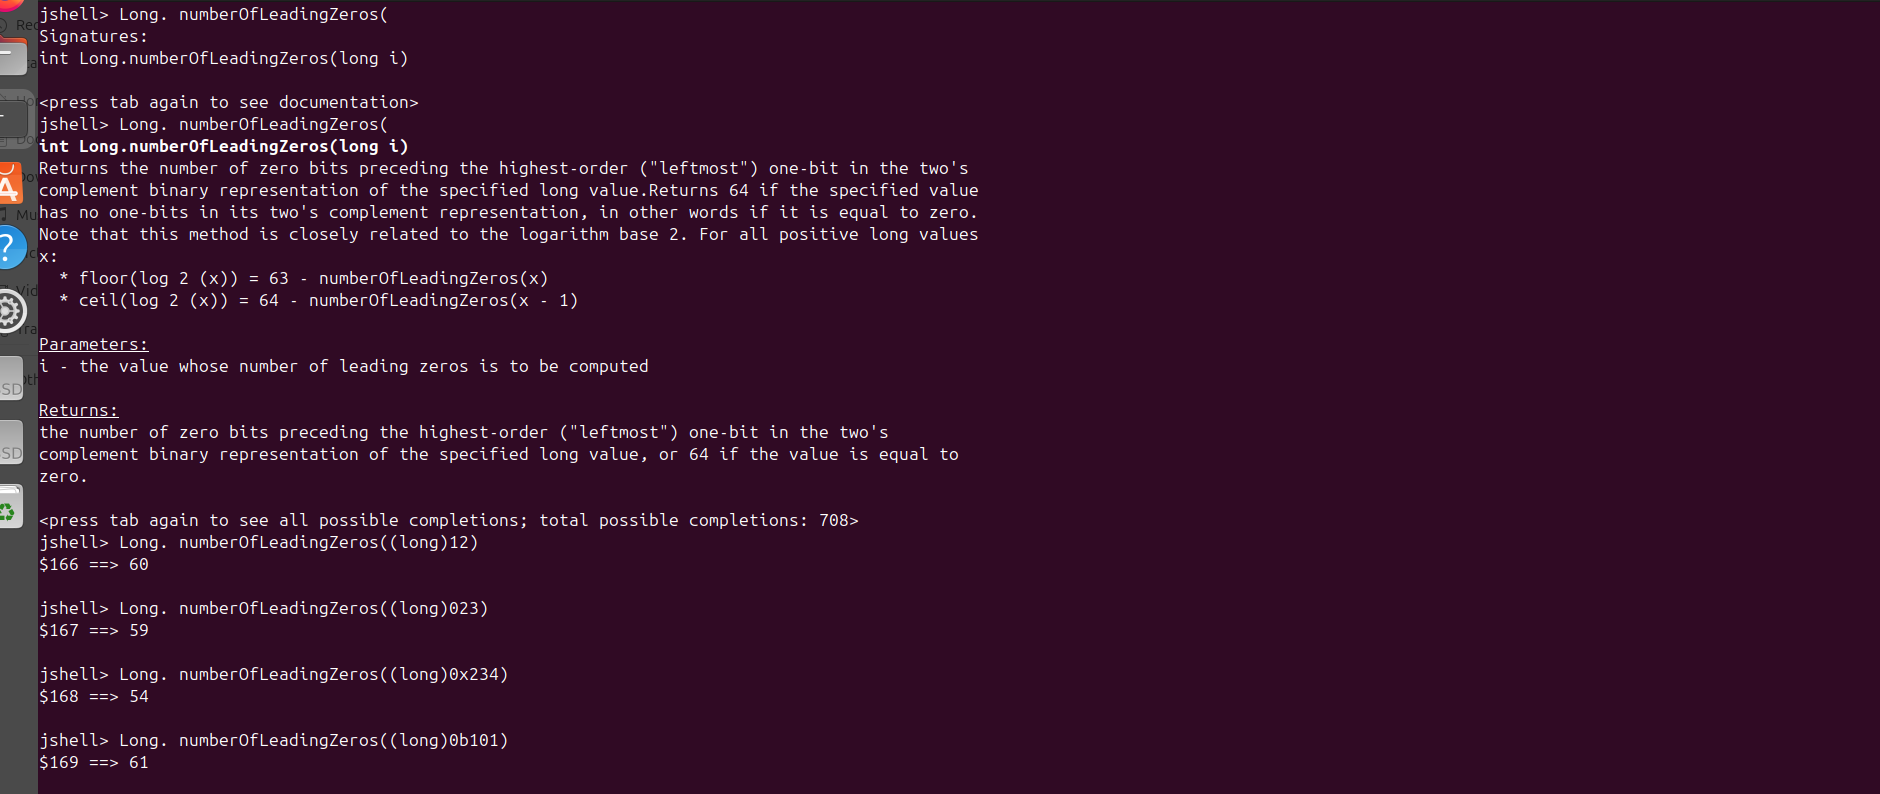 jshell> Long. numberOfLeadingZeros(
Signatures:
int Long.numberOfLeadingZeros(long i)
<press tab again to see documentation>
jshell> Long. numberOfLeadingZeros(
int Long.numberOfLeadingZeros(long i)
Returns the number of zero bits preceding the highest-order ("leftmost") one-bit in the two's
complement binary representation of the specified long value.Returns 64 if the specified value
has no one-bits in its two's complement representation, in other words if it is equal to zero.
Note that this method is closely related to the logarithm base 2. For all positive long values
x:
* floor(log 2 (x)) = 63 - numberOfLeadingZeros(x)
* ceil(log 2 (x)) = 64 - numberOfLeadingZeros(x - 1)
Parameters:
i - the value whose number of leading zeros is to be computed
Returns:
the number of zero bits preceding the highest-order ("leftmost") one-bit in the two's
complement binary representation of the specified long value, or 64 if the value is equal to
zero.
<press tab again to see all possible completions; total possible completions: 708>
jshell> Long. numberOfLeadingZeros((long)12)
$166 ==> 60
jshell> Long. numberOfLeadingZeros((long)023)
$167 ==> 59
jshell> Long. numberOfLeadingZeros((long)0x234)
$168 ==> 54
jshell> Long. numberOfLeadingZeros((long)0b101)
$169 ==> 61